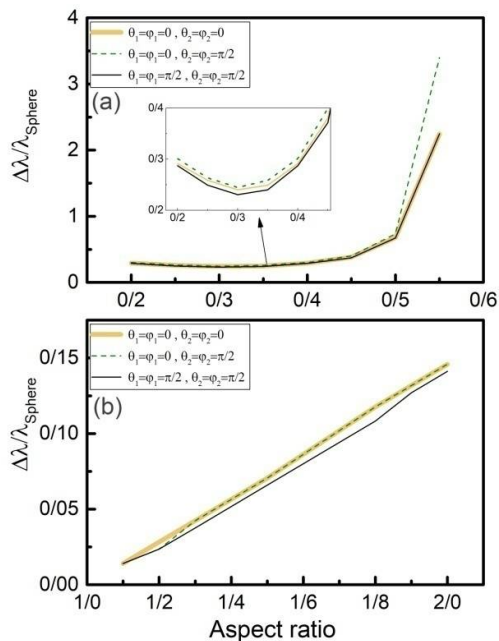 4
θ₁=φ₁=0 , θ₂=φ₂=0
θ₁=φ₁=0 , θ₂=φ₂=π/2
θ₁=φ₁=π/2 , θ₂=φ₂=π/2
3
(a)
0/4
0/3
0/2
0/2 0/3 0/4
2
1
0
Δλ/λSphere
0/2 0/3 0/4 0/5 0/6
θ₁=φ₁=0 , θ₂=φ₂=0
θ₁=φ₁=0 , θ₂=φ₂=π/2
θ₁=φ₁=π/2 , θ₂=φ₂=π/2
0/15
(b)
0/10
0/05
0/00
Δλ/λSphere
1/0 1/2 1/4 1/6 1/8 2/0
Aspect ratio